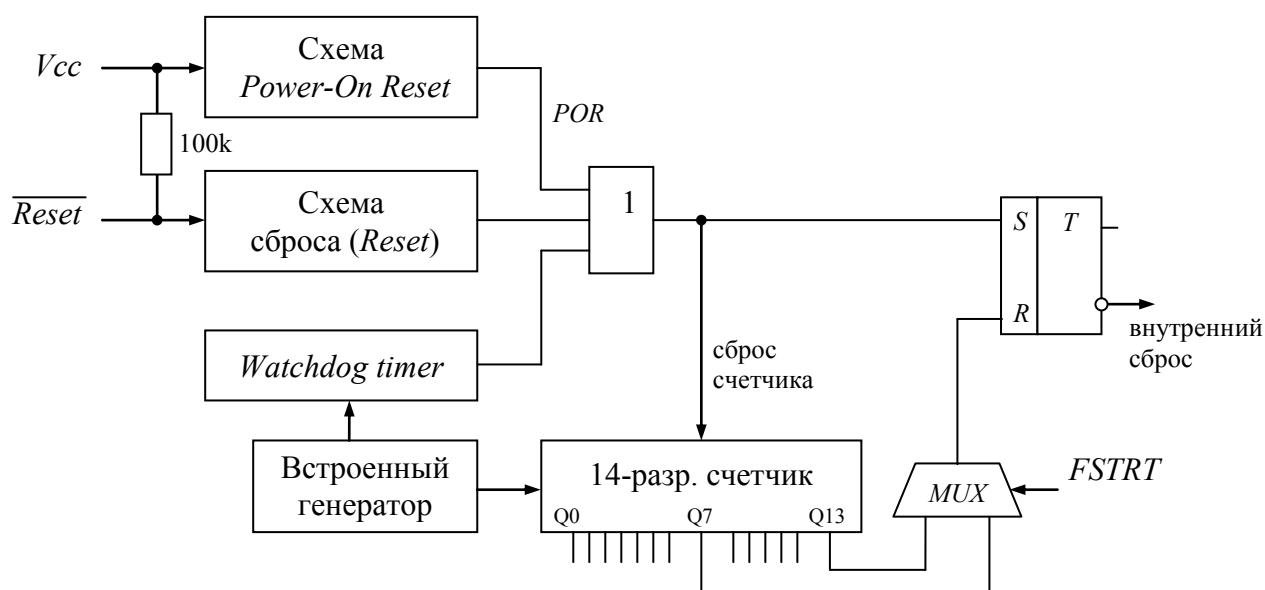 Vcc
Схема
Power-On Reset
POR
100k
Reset
Схема
сброса (Reset)
1
S
T
R
внутренний
сброс
Watchdog timer
сброс
счетчика
Встроенный
генератор
14-разр. счетчик
Q0
Q7
Q13
MUX
FSTRT